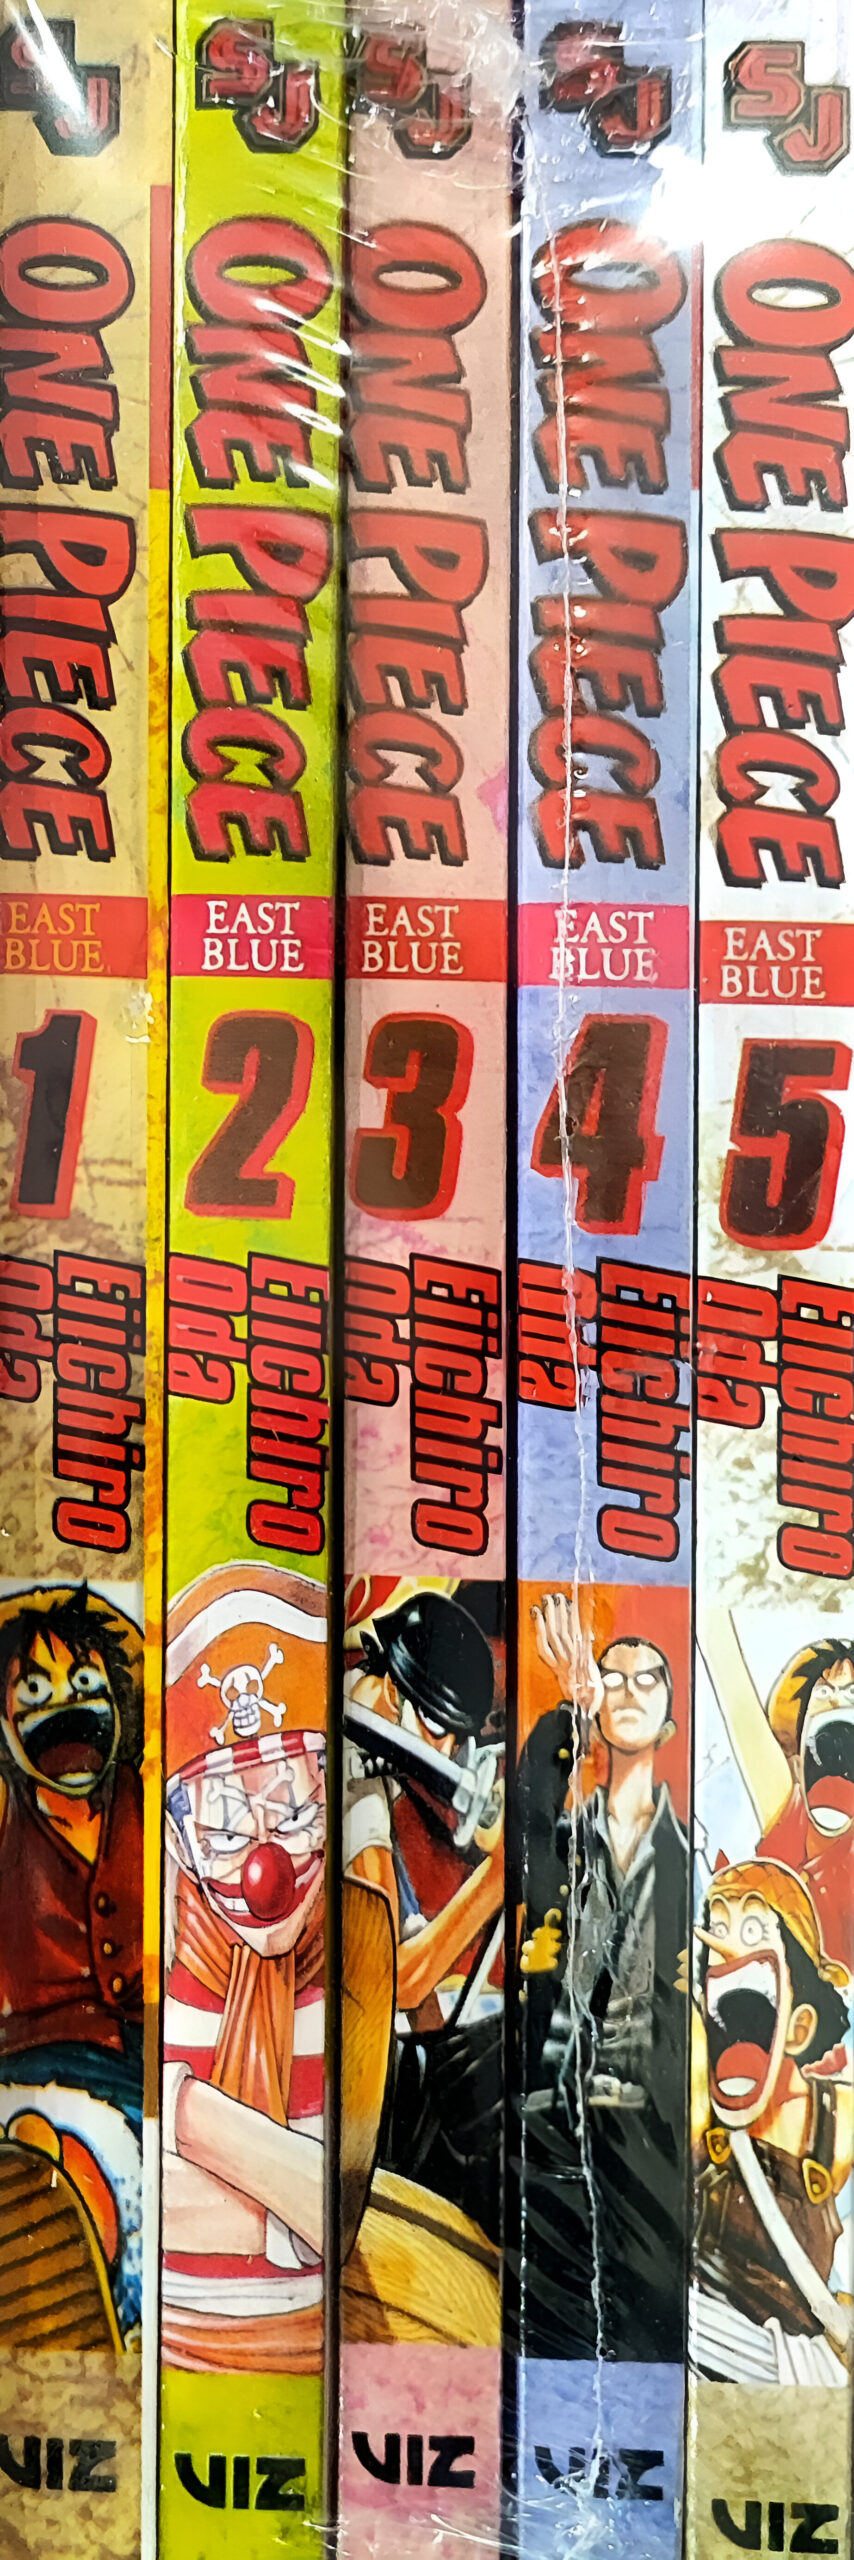 SJ
ONE PIECE
EAST
BLUE
1
Eiichiro
Oda
VIZ
SJ
ONE PIECE
EAST
BLUE
2
Eiichiro
Oda
VIZ
SJ
ONE PIECE
EAST
BLUE
3
Eiichiro
Oda
VIZ
SJ
ONE PIECE
EAST
BLUE
4
Eiichiro
Oda
VIZ
SJ
ONE PIECE
EAST
BLUE
5
Eiichiro
Oda
VIZ